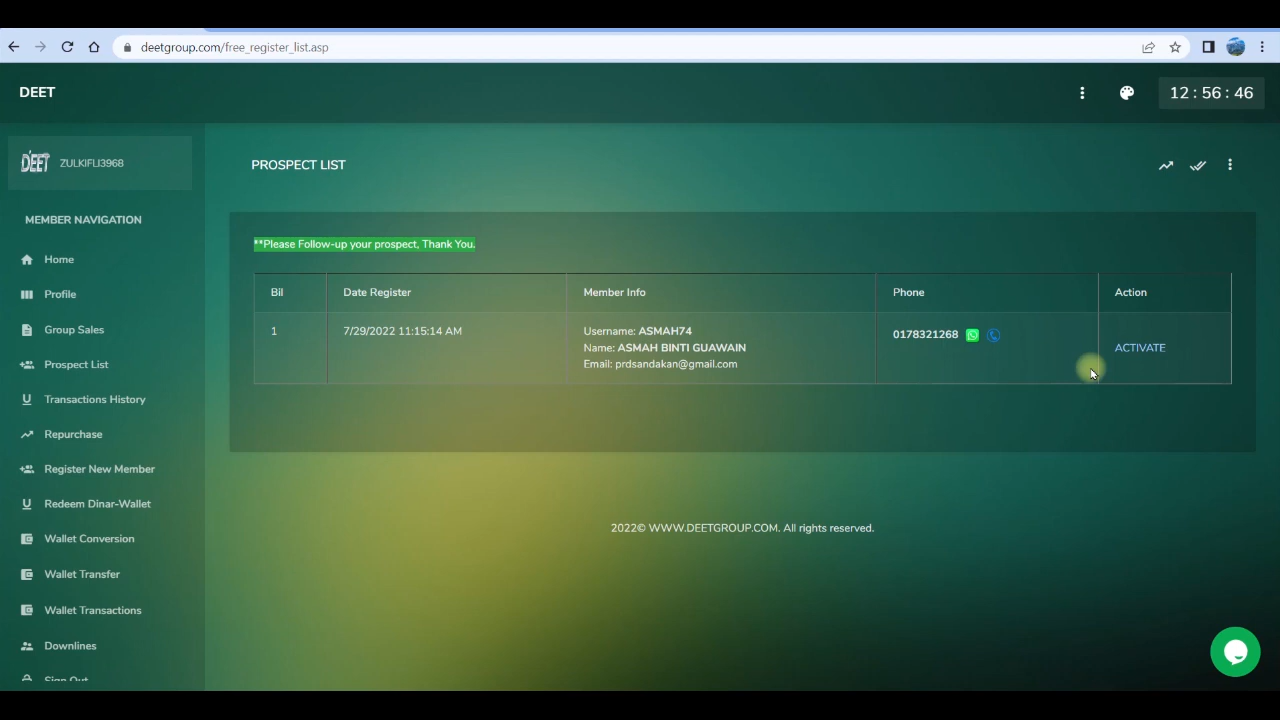 deetgroup.com/free_register_list.asp
DEET
12 : 56 : 46
DEET ZULKIFLI3968
MEMBER NAVIGATION
Home
Profile
Group Sales
Prospect List
Transactions History
Repurchase
Register New Member
Redeem Dinar-Wallet
Wallet Conversion
Wallet Transfer
Wallet Transactions
Downlines
Sign Out
PROSPECT LIST
**Please Follow-up your prospect, Thank You.
Bil Date Register Member Info Phone Action
1 7/29/2022 11:15:14 AM Username: ASMAH74 0178321268 ACTIVATE
Name: ASMAH BINTI GUAWAIN
Email: prdsandakan@gmail.com
2022© WWW.DEETGROUP.COM. All rights reserved.